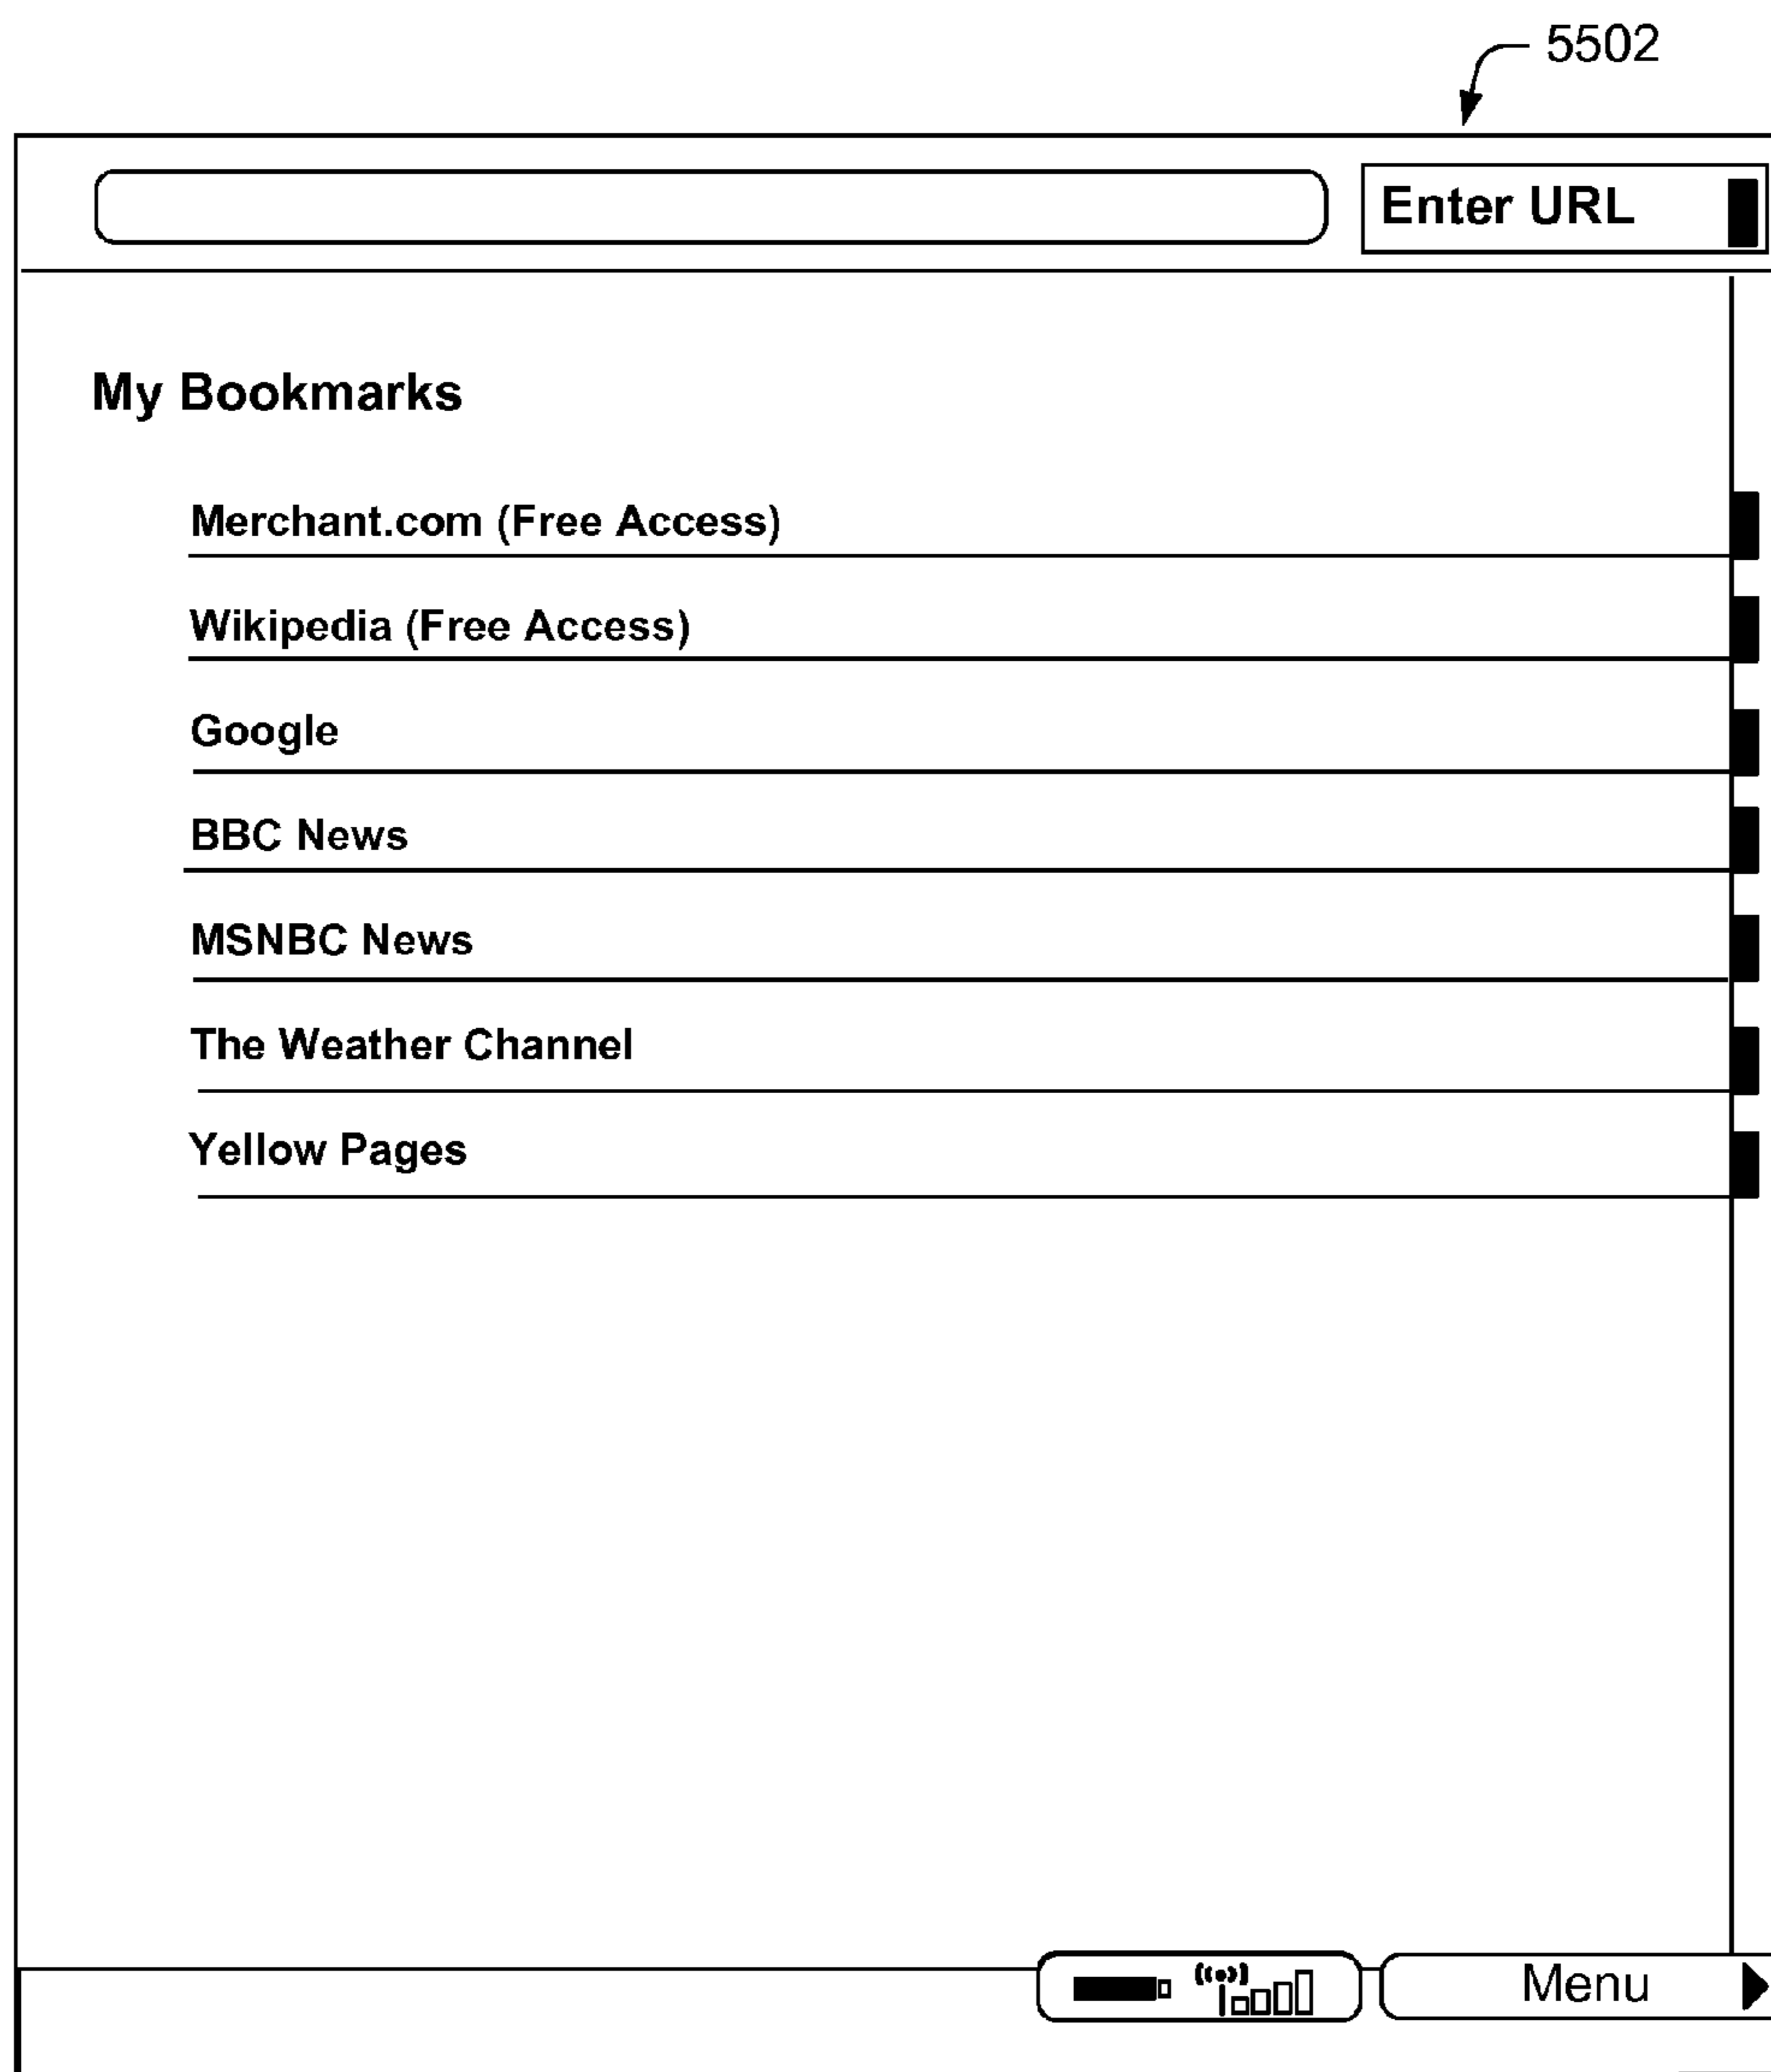 5502
Enter URL
My Bookmarks
Merchant.com (Free Access)
Wikipedia (Free Access)
Google
BBC News
MSNBC News
The Weather Channel
Yellow Pages
Menu